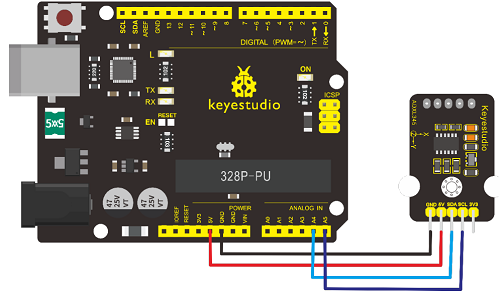 SCL
SDA
AREF
GND
13
12
~11
~10
~9
8
7
~6
~5
4
~3
2
TX 1
RX 0
DIGITAL (PWM~)
L
TX
RX
ON
ICSP
keyestudio
EN
RESET
102
102
328P-PU
47
25V
VT
47
25V
VT
IOREF
RESET
3V3
5V
GND
GND
VIN
POWER
ANALOG IN
A0
A1
A2
A3
A4
A5
ADXL345
Keyestudio
X
Y
Z
GND
5V
SDA
SCL
3V3